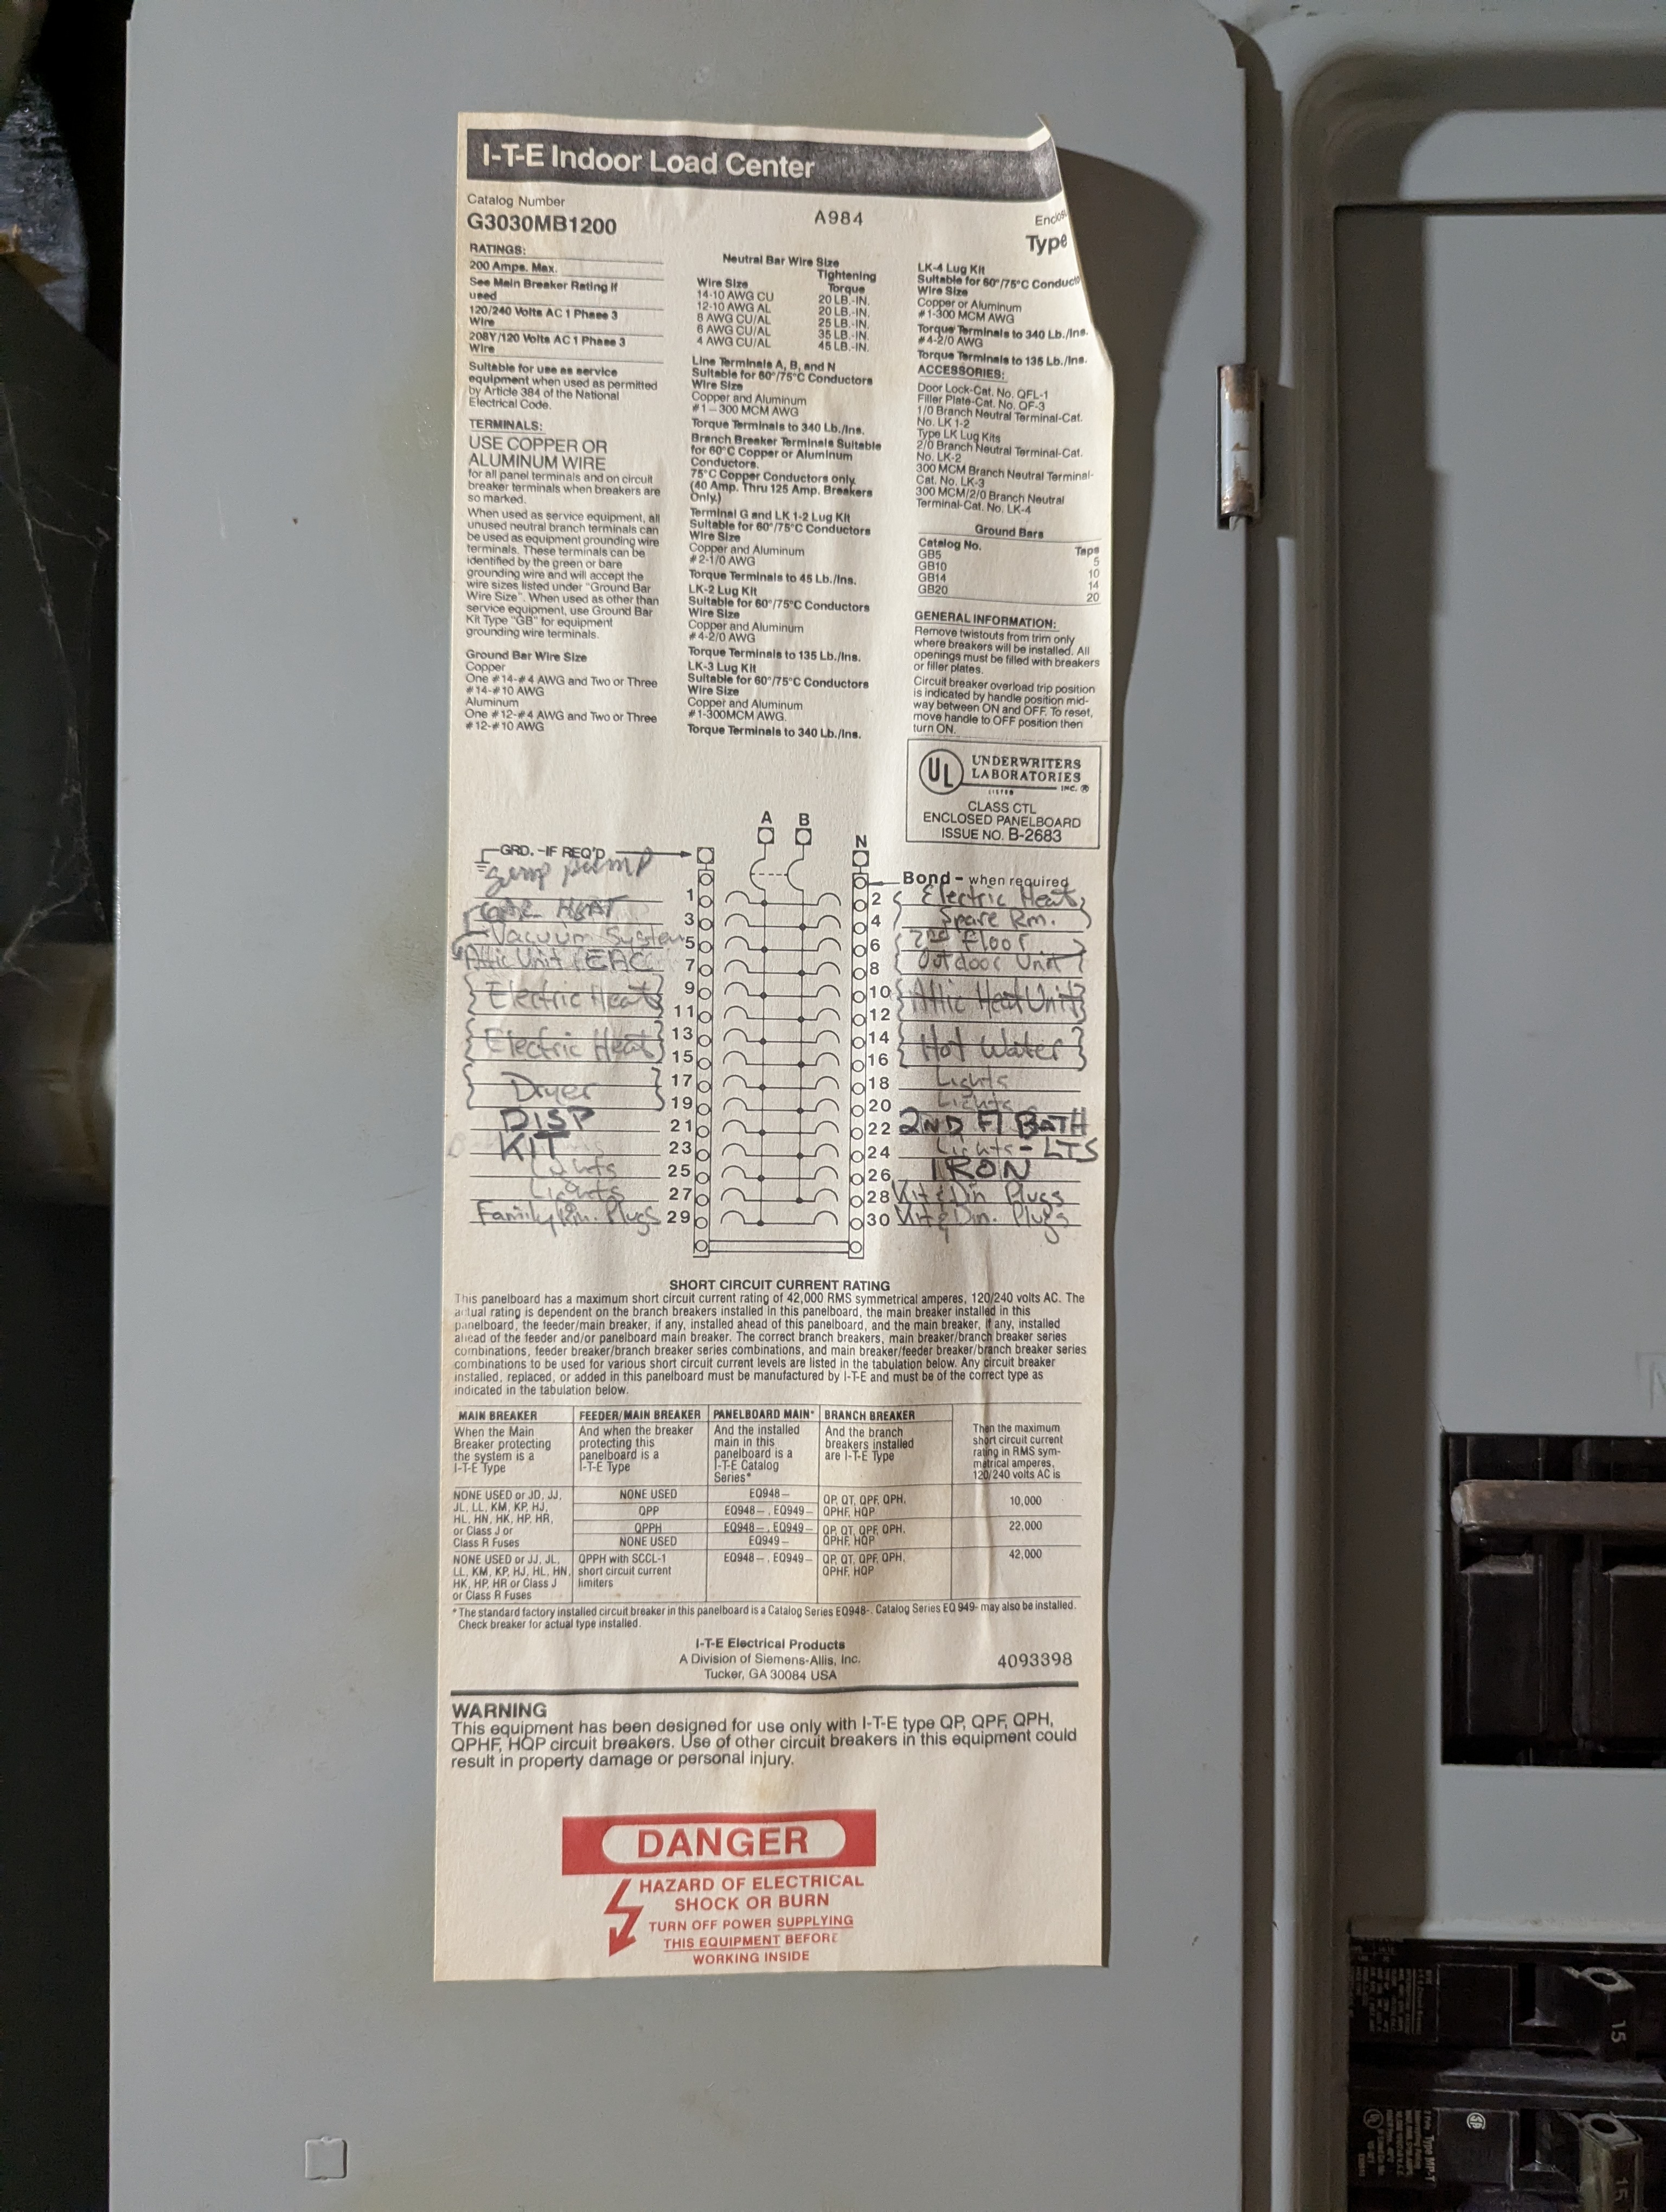 I-T-E Indoor Load Center
Catalog Number
G3030MB1200
A984
Type
RATINGS:
200 Amps. Max.
See Main Breaker Rating if
used
120/240 Volts AC 1 Phase 3
Wire
208Y/120 Volts AC 1 Phase 3
Wire
Suitable for use as service
equipment when used as permitted
by Article 384 of the National
Electrical Code.
TERMINALS:
USE COPPER OR
ALUMINUM WIRE
for all panel terminals and on circuit
breaker terminals when breakers are
so marked.
When used as service equipment, all
unused neutral branch terminals can
be used as equipment grounding wire
terminals. These terminals can be
identified by the green or bare
grounding wire and will accept the
wire sizes listed under "Ground Bar
Wire Size". When used as other than
service equipment, use Ground Bar
Kit Type "GB" for equipment
grounding wire terminals.
Ground Bar Wire Size
Copper
One #14-#4 AWG and Two or Three
#14-#10 AWG
Aluminum
One #12-#4 AWG and Two or Three
#12-#10 AWG
Neutral Bar Wire Size
Tightening
Wire Size Torque
14-10 AWG CU 20 LB.-IN.
12-10 AWG AL 20 LB.-IN.
8 AWG CU/AL 25 LB.-IN.
6 AWG CU/AL 35 LB.-IN.
4 AWG CU/AL 45 LB.-IN.
Line Terminals A, B, and N
Suitable for 60°/75°C Conductors
Wire Size
Copper and Aluminum
#1-300 MCM AWG
Torque Terminals to 340 Lb./Ins.
Branch Breaker Terminals Suitable
for 60°C Copper or Aluminum
Conductors.
75°C Copper Conductors only
(40 Amp. Thru 125 Amp. Breakers
Only.)
Terminal G and LK 1-2 Lug Kit
Suitable for 60°/75°C Conductors
Wire Size
Copper and Aluminum
#2-1/0 AWG
Torque Terminals to 45 Lb./Ins.
LK-2 Lug Kit
Suitable for 60°/75°C Conductors
Wire Size
Copper and Aluminum
#4-2/0 AWG
Torque Terminals to 135 Lb./Ins.
LK-3 Lug Kit
Suitable for 60°/75°C Conductors
Wire Size
Copper and Aluminum
#1-300MCM AWG
Torque Terminals to 340 Lb./Ins.
LK-4 Lug Kit
Suitable for 60°/75°C Conduct
Wire Size
Copper or Aluminum
#1-300 MCM AWG
Torque Terminals to 340 Lb./Ins.
#4-2/0 AWG
Torque Terminals to 135 Lb./Ins.
ACCESSORIES:
Door Lock-Cat. No. QFL-1
Filler Plate-Cat. No. QF-3
1/0 Branch Neutral Terminal-Cat.
No. LK 1-2
Type LK Lug Kits
2/0 Branch Neutral Terminal-Cat.
No. LK-2
300 MCM Branch Neutral Terminal-
Cat. No. LK-3
300 MCM/2/0 Branch Neutral
Terminal-Cat. No. LK-4
Ground Bars
Catalog No. Taps
GB5 5
GB10 10
GB14 14
GB20 20
GENERAL INFORMATION:
Remove twistouts from trim only
where breakers will be installed. All
openings must be filled with breakers
or filler plates.
Circuit breaker overload trip position
is indicated by handle position mid-
way between ON and OFF. To reset,
move handle to OFF position then
turn ON.
UL
UNDERWRITERS
LABORATORIES
INC. ®
LISTED
CLASS CTL
ENCLOSED PANELBOARD
ISSUE NO. B-2683
A B N
GRD. -IF REQ'D
Bond - when required
pump
1 2 Electric Heat
GAR HEAT 3 4 Spare Rm.
Vacuum System 5 6 2nd Floor
Attic Unit EAC 7 8 Outdoor Unit
Electric Heat 9 10 Attic Heat Unit
11 12
Electric Heat 13 14 Hot Water
15 16
Dryer 17 18 Lights
19 20 Lights
DISP 21 22 2ND Fl BATH
KIT 23 24 Lights - LTS
Lights 25 26 IRON
Lights 27 28 Kit & Din Plugs
Family Rm. Plugs 29 30 Kit & Din. Plugs
SHORT CIRCUIT CURRENT RATING
This panelboard has a maximum short circuit current rating of 42,000 RMS symmetrical amperes, 120/240 volts AC. The
actual rating is dependent on the branch breakers installed in this panelboard, the main breaker installed in this
panelboard, the feeder/main breaker, if any, installed ahead of this panelboard, and the main breaker, if any, installed
ahead of the feeder and/or panelboard main breaker. The correct branch breakers, main breaker/branch breaker series
combinations, feeder breaker/branch breaker series combinations, and main breaker/feeder breaker/branch breaker series
combinations to be used for various short circuit current levels are listed in the tabulation below. Any circuit breaker
installed, replaced, or added in this panelboard must be manufactured by I-T-E and must be of the correct type as
indicated in the tabulation below.
MAIN BREAKER
When the Main
Breaker protecting
the system is a
I-T-E Type
FEEDER/MAIN BREAKER
And when the breaker
protecting this
panelboard is a
I-T-E Type
PANELBOARD MAIN*
And the installed
main in this
panelboard is a
I-T-E Catalog
Series*
BRANCH BREAKER
And the branch
breakers installed
are I-T-E Type
Then the maximum
short circuit current
rating in RMS sym-
metrical amperes,
120/240 volts AC is
NONE USED or JD, JJ,
JL, LL, KM, KP, HJ,
HL, HN, HK, HP, HR,
or Class J or
Class R Fuses
NONE USED EQ948-
QPP EQ948-, EQ949-
QP, QT, QPF, QPH,
QPHF, HQP
10,000
QPPH EQ948-, EQ949-
NONE USED EQ949-
QP, QT, QPF, QPH,
QPHF, HQP
22,000
NONE USED or JJ, JL,
LL, KM, KP, HJ, HL, HN,
HK, HP, HR or Class J
or Class R Fuses
QPPH with SCCL-1
short circuit current
limiters
EQ948-, EQ949-
QP, QT, QPF, QPH,
QPHF, HQP
42,000
*The standard factory installed circuit breaker in this panelboard is a Catalog Series EQ948-. Catalog Series EQ 949- may also be installed.
Check breaker for actual type installed.
I-T-E Electrical Products
A Division of Siemens-Allis, Inc.
Tucker, GA 30084 USA
4093398
WARNING
This equipment has been designed for use only with I-T-E type QP, QPF, QPH,
QPHF, HQP circuit breakers. Use of other circuit breakers in this equipment could
result in property damage or personal injury.
DANGER
HAZARD OF ELECTRICAL
SHOCK OR BURN
TURN OFF POWER SUPPLYING
THIS EQUIPMENT BEFORE
WORKING INSIDE
15
15